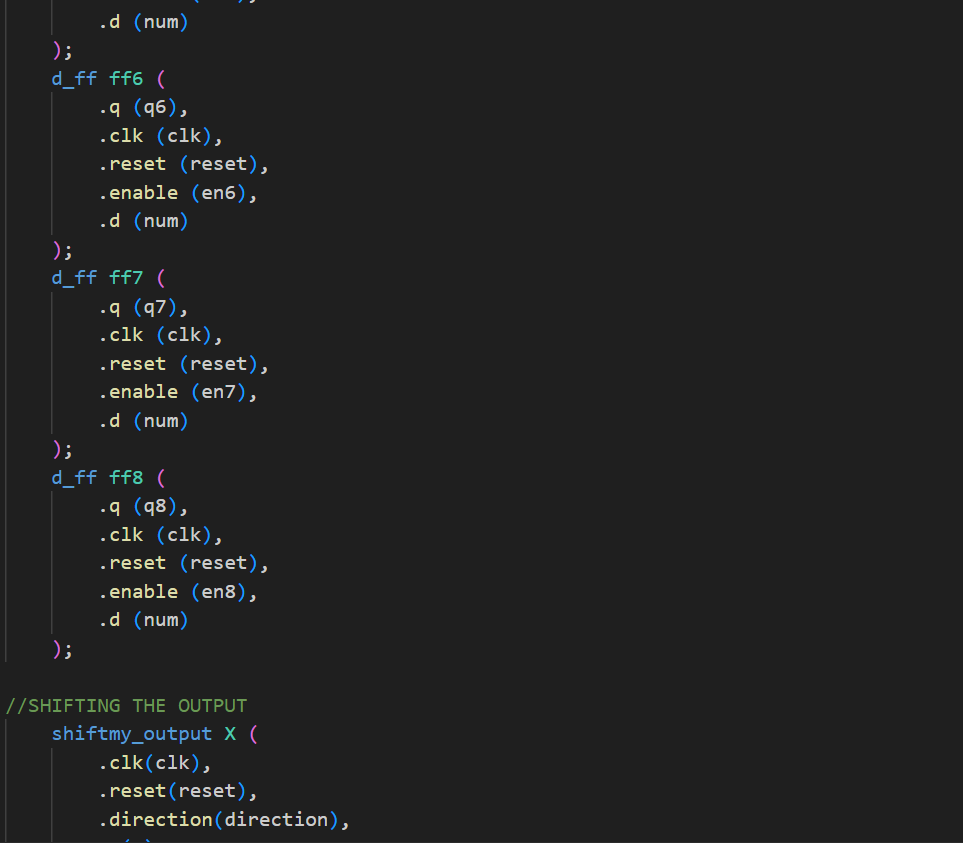 .d (num)
);
d_ff ff6 (
.q (q6),
.clk (clk),
.reset (reset),
.enable (en6),
.d (num)
);
d_ff ff7 (
.q (q7),
.clk (clk),
.reset (reset),
.enable (en7),
.d (num)
);
d_ff ff8 (
.q (q8),
.clk (clk),
.reset (reset),
.enable (en8),
.d (num)
);
//SHIFTING THE OUTPUT
shiftmy_output X (
.clk(clk),
.reset(reset),
.direction(direction),